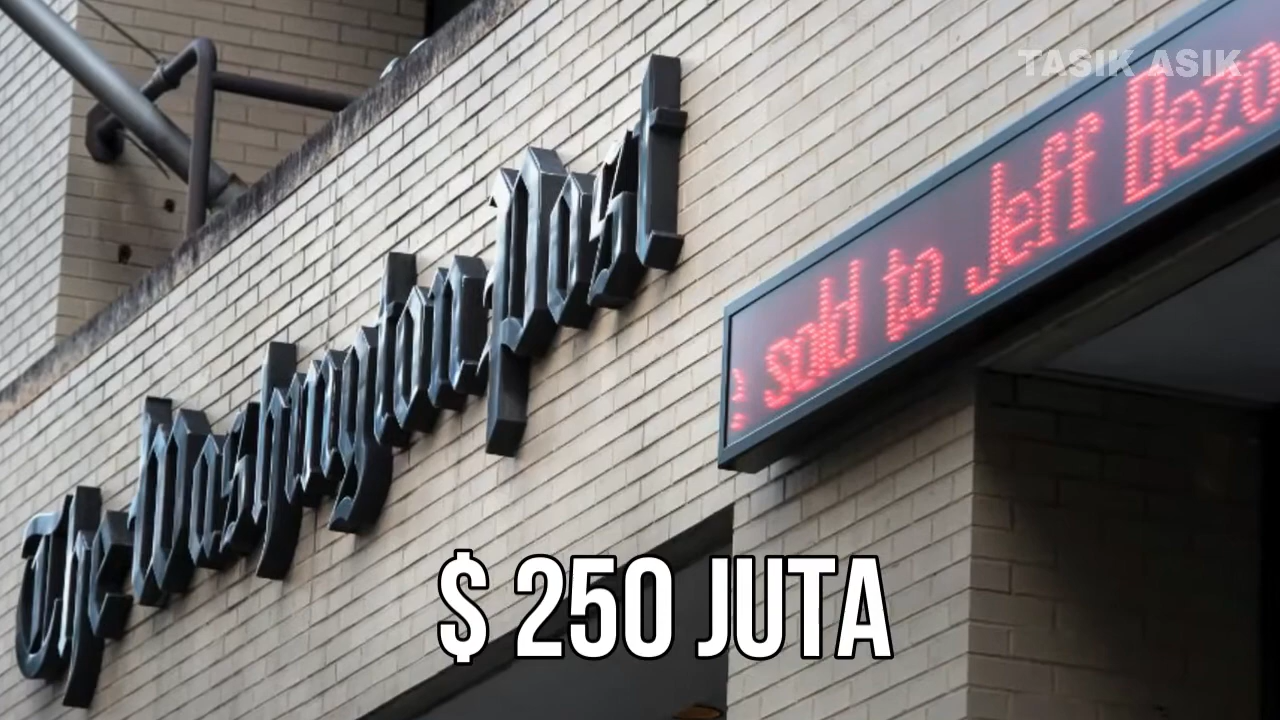 TASIK ASIK
The Washington Post
sold to Jeff Bezo
$ 250 JUTA